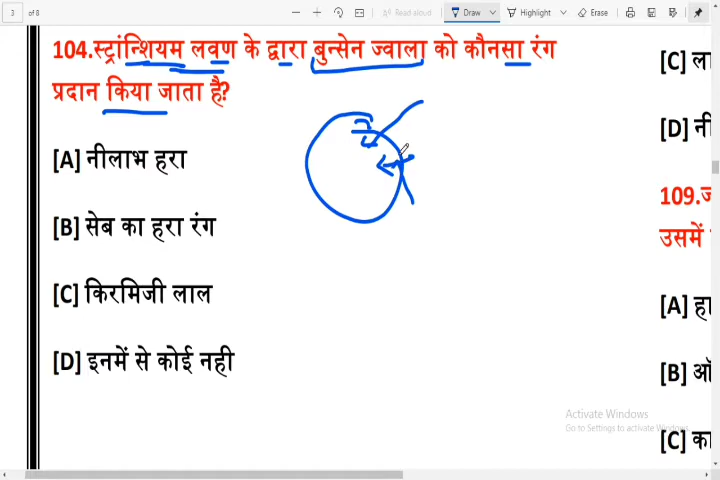 3 of 8 Read aloud Draw Highlight Erase
104.स्ट्रांन्शियम लवण के द्वारा बुन्सेन ज्वाला को कौनसा रंग
प्रदान किया जाता है?
[A] नीलाभ हरा
[B] सेब का हरा रंग
[C] किरमिजी लाल
[D] इनमें से कोई नही
[C] ला
[D] नी
109.ज
उसमें
[A] हा
[B] ऑ
[C] का
Activate Windows
Go to Settings to activate Windows.